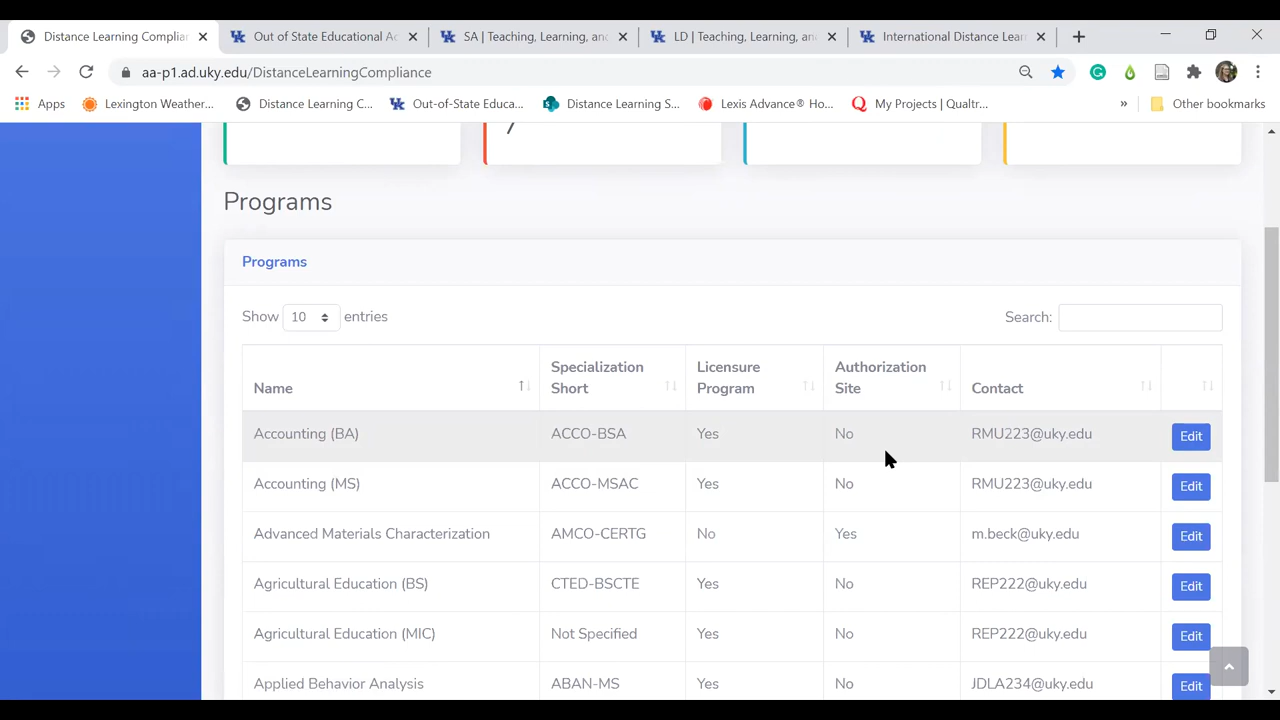 Distance Learning Complia
Out of State Educational Ac
SA | Teaching, Learning, an
LD | Teaching, Learning, an
International Distance Lear
aa-p1.ad.uky.edu/DistanceLearningCompliance
Apps
Lexington Weather...
Distance Learning C...
Out-of-State Educa...
Distance Learning S...
Lexis Advance® Ho...
My Projects | Qualtr...
»
Other bookmarks
Programs
Programs
Show 10 entries
Search:
Name
Specialization Short
Licensure Program
Authorization Site
Contact
Accounting (BA) ACCO-BSA Yes No RMU223@uky.edu Edit
Accounting (MS) ACCO-MSAC Yes No RMU223@uky.edu Edit
Advanced Materials Characterization AMCO-CERTG No Yes m.beck@uky.edu Edit
Agricultural Education (BS) CTED-BSCTE Yes No REP222@uky.edu Edit
Agricultural Education (MIC) Not Specified Yes No REP222@uky.edu Edit
Applied Behavior Analysis ABAN-MS Yes No JDLA234@uky.edu Edit